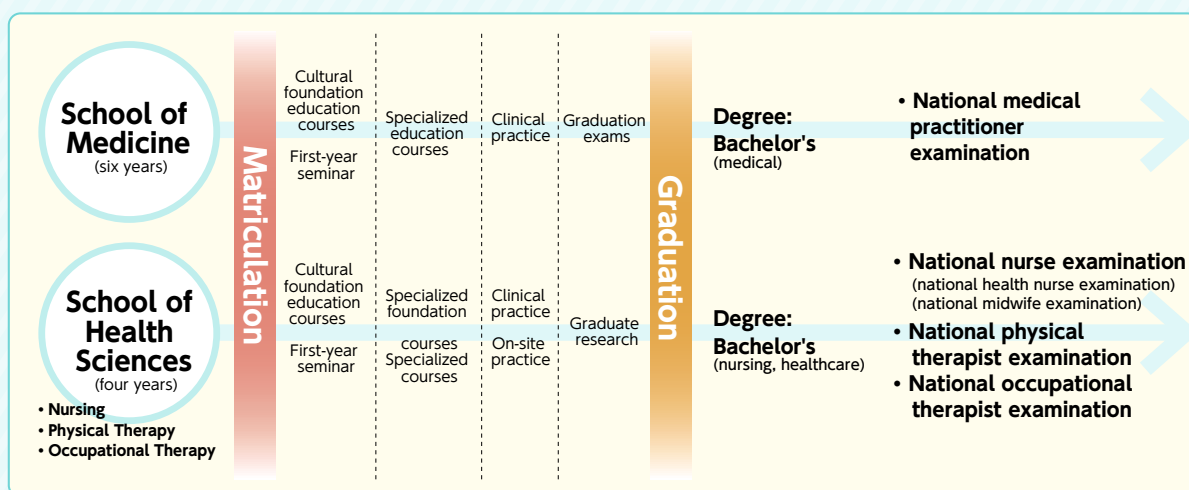 School of
Medicine
(six years)
Matriculation
Cultural
foundation
education
courses
First-year
seminar
Specialized
education
courses
Clinical
practice
Graduation
exams
Graduation
Degree:
Bachelor's
(medical)
• National medical
practitioner
examination
School of
Health
Sciences
(four years)
• Nursing
• Physical Therapy
• Occupational Therapy
Cultural
foundation
education
courses
First-year
seminar
Specialized
foundation
courses
Specialized
courses
Clinical
practice
On-site
practice
Graduate
research
Degree:
Bachelor's
(nursing, healthcare)
• National nurse examination
(national health nurse examination)
(national midwife examination)
• National physical
therapist examination
• National occupational
therapist examination